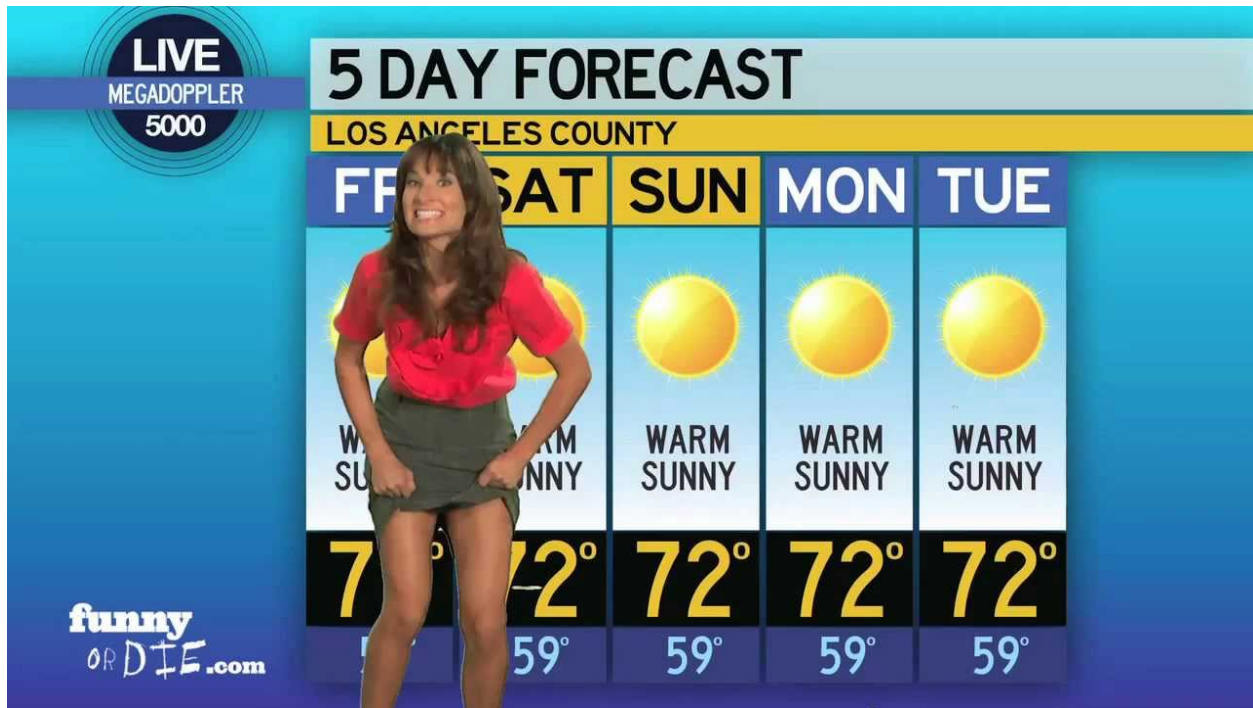 LIVE
MEGADOPPLER
5000
5 DAY FORECAST
LOS ANGELES COUNTY
SAT SUN MON TUE
WARM WARM WARM
SUNNY SUNNY SUNNY
72° 72° 72° 72°
59° 59° 59° 59°
funny
OR DIE.com